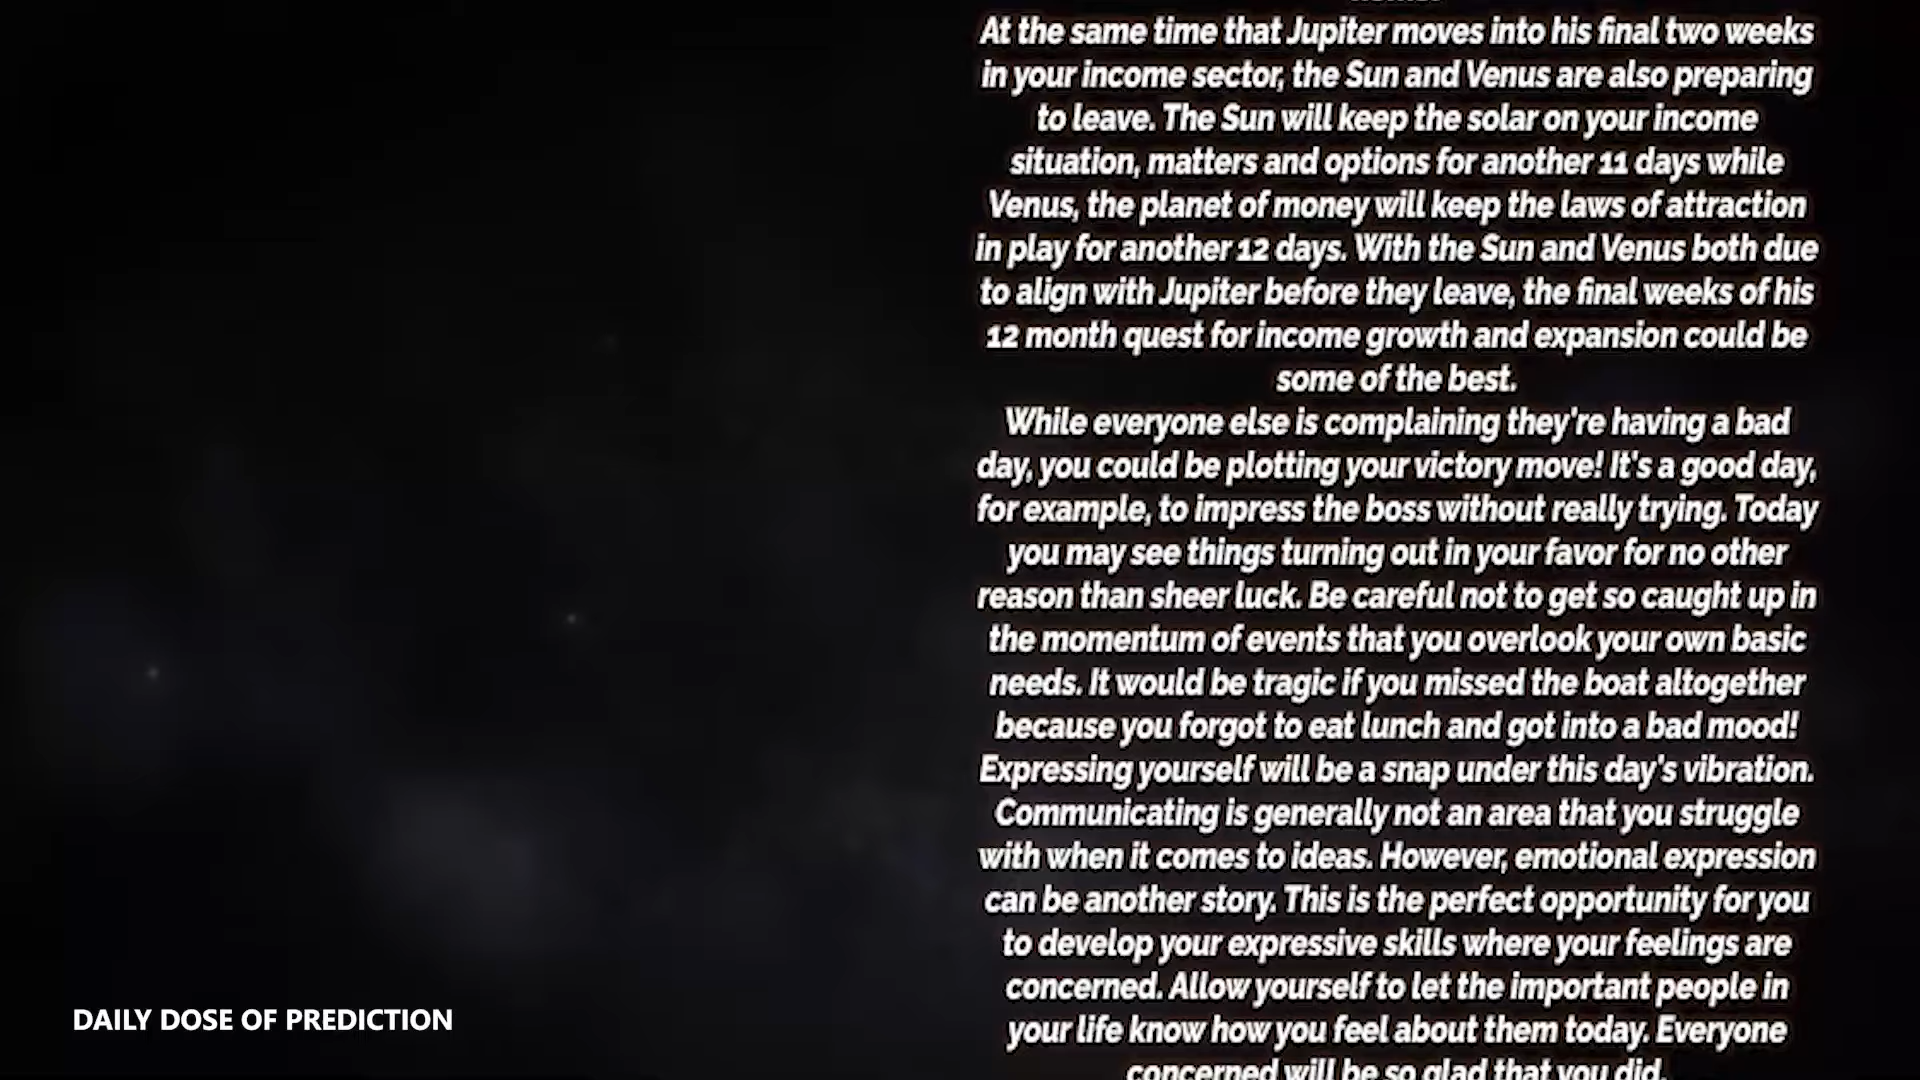 At the same time that Jupiter moves into his final two weeks
in your income sector, the Sun and Venus are also preparing
to leave. The Sun will keep the solar on your income
situation, matters and options for another 11 days while
Venus, the planet of money will keep the laws of attraction
in play for another 12 days. With the Sun and Venus both due
to align with Jupiter before they leave, the final weeks of his
12 month quest for income growth and expansion could be
some of the best.
While everyone else is complaining they're having a bad
day, you could be plotting your victory move! It's a good day,
for example, to impress the boss without really trying. Today
you may see things turning out in your favor for no other
reason than sheer luck. Be careful not to get so caught up in
the momentum of events that you overlook your own basic
needs. It would be tragic if you missed the boat altogether
because you forgot to eat lunch and got into a bad mood!
Expressing yourself will be a snap under this day's vibration.
Communicating is generally not an area that you struggle
with when it comes to ideas. However, emotional expression
can be another story. This is the perfect opportunity for you
to develop your expressive skills where your feelings are
concerned. Allow yourself to let the important people in
your life know how you feel about them today. Everyone
concerned will be so glad that you did.
DAILY DOSE OF PREDICTION